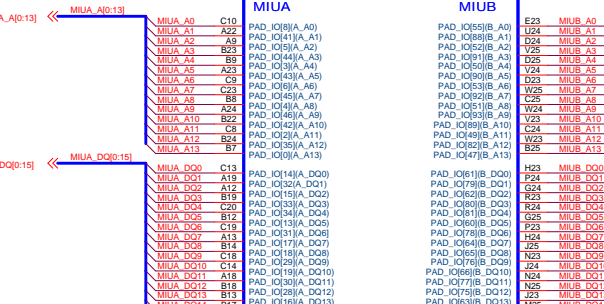 MIUA MIUB
A_A[0:13] MIUA_A[0:13]
MIUA_A0 C10 PAD_IO[8](A_A0) PAD_IO[55](B_A0) E23 MIUB_A0
MIUA_A1 A22 PAD_IO[41](A_A1) PAD_IO[88](B_A1) U24 MIUB_A1
MIUA_A2 A9 PAD_IO[5](A_A2) PAD_IO[52](B_A2) D24 MIUB_A2
MIUA_A3 B23 PAD_IO[44](A_A3) PAD_IO[91](B_A3) V25 MIUB_A3
MIUA_A4 B9 PAD_IO[3](A_A4) PAD_IO[50](B_A4) D25 MIUB_A4
MIUA_A5 A23 PAD_IO[43](A_A5) PAD_IO[90](B_A5) V24 MIUB_A5
MIUA_A6 C9 PAD_IO[6](A_A6) PAD_IO[53](B_A6) D23 MIUB_A6
MIUA_A7 C23 PAD_IO[45](A_A7) PAD_IO[92](B_A7) W25 MIUB_A7
MIUA_A8 B8 PAD_IO[4](A_A8) PAD_IO[51](B_A8) C25 MIUB_A8
MIUA_A9 A24 PAD_IO[46](A_A9) PAD_IO[93](B_A9) W24 MIUB_A9
MIUA_A10 B22 PAD_IO[42](A_A10) PAD_IO[89](B_A10) V23 MIUB_A10
MIUA_A11 C8 PAD_IO[2](A_A11) PAD_IO[49](B_A11) C24 MIUB_A11
MIUA_A12 B24 PAD_IO[35](A_A12) PAD_IO[82](B_A12) W23 MIUB_A12
MIUA_A13 B7 PAD_IO[0](A_A13) PAD_IO[47](B_A13) B25 MIUB_A13
DQ[0:15] MIUA_DQ[0:15]
MIUA_DQ0 C13 PAD_IO[14](A_DQ0) PAD_IO[61](B_DQ0) H23 MIUB_DQ0
MIUA_DQ1 A19 PAD_IO[32](A_DQ1) PAD_IO[79](B_DQ1) P24 MIUB_DQ1
MIUA_DQ2 A12 PAD_IO[15](A_DQ2) PAD_IO[62](B_DQ2) G24 MIUB_DQ2
MIUA_DQ3 B19 PAD_IO[33](A_DQ3) PAD_IO[80](B_DQ3) R23 MIUB_DQ3
MIUA_DQ4 C20 PAD_IO[34](A_DQ4) PAD_IO[81](B_DQ4) R24 MIUB_DQ4
MIUA_DQ5 B12 PAD_IO[13](A_DQ5) PAD_IO[60](B_DQ5) G25 MIUB_DQ5
MIUA_DQ6 C19 PAD_IO[31](A_DQ6) PAD_IO[78](B_DQ6) P23 MIUB_DQ6
MIUA_DQ7 A13 PAD_IO[17](A_DQ7) PAD_IO[64](B_DQ7) H24 MIUB_DQ7
MIUA_DQ8 B14 PAD_IO[18](A_DQ8) PAD_IO[65](B_DQ8) J25 MIUB_DQ8
MIUA_DQ9 C18 PAD_IO[29](A_DQ9) PAD_IO[76](B_DQ9) N23 MIUB_DQ9
MIUA_DQ10 C14 PAD_IO[19](A_DQ10) PAD_IO[66](B_DQ10) J24 MIUB_DQ10
MIUA_DQ11 A18 PAD_IO[30](A_DQ11) PAD_IO[77](B_DQ11) N24 MIUB_DQ11
MIUA_DQ12 B18 PAD_IO[28](A_DQ12) PAD_IO[75](B_DQ12) N25 MIUB_DQ12
MIUA_DQ13 B13 PAD_IO[16](A_DQ13) PAD_IO[63](B_DQ13) J23 MIUB_DQ13